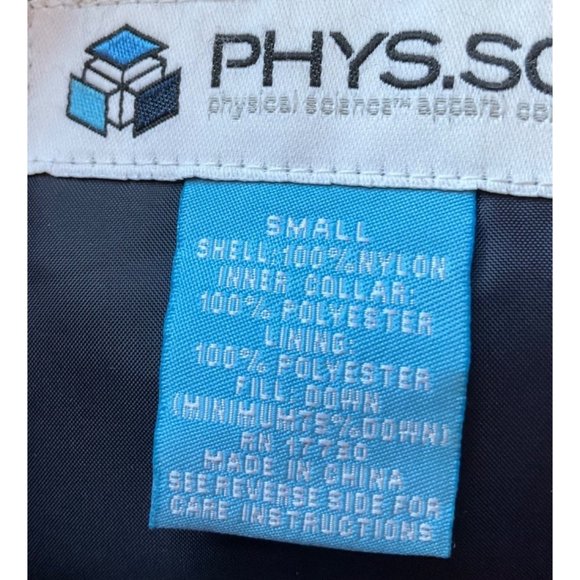 PHYS.SC
physical science™ apparel co
SMALL
SHELL:100%NYLON
INNER COLLAR:
100% POLYESTER
LINING:
100% POLYESTER
FILL DOWN
(MINIMUM75%DOWN)
RN 17730
MADE IN CHINA
SEE REVERSE SIDE FOR
CARE INSTRUCTIONS